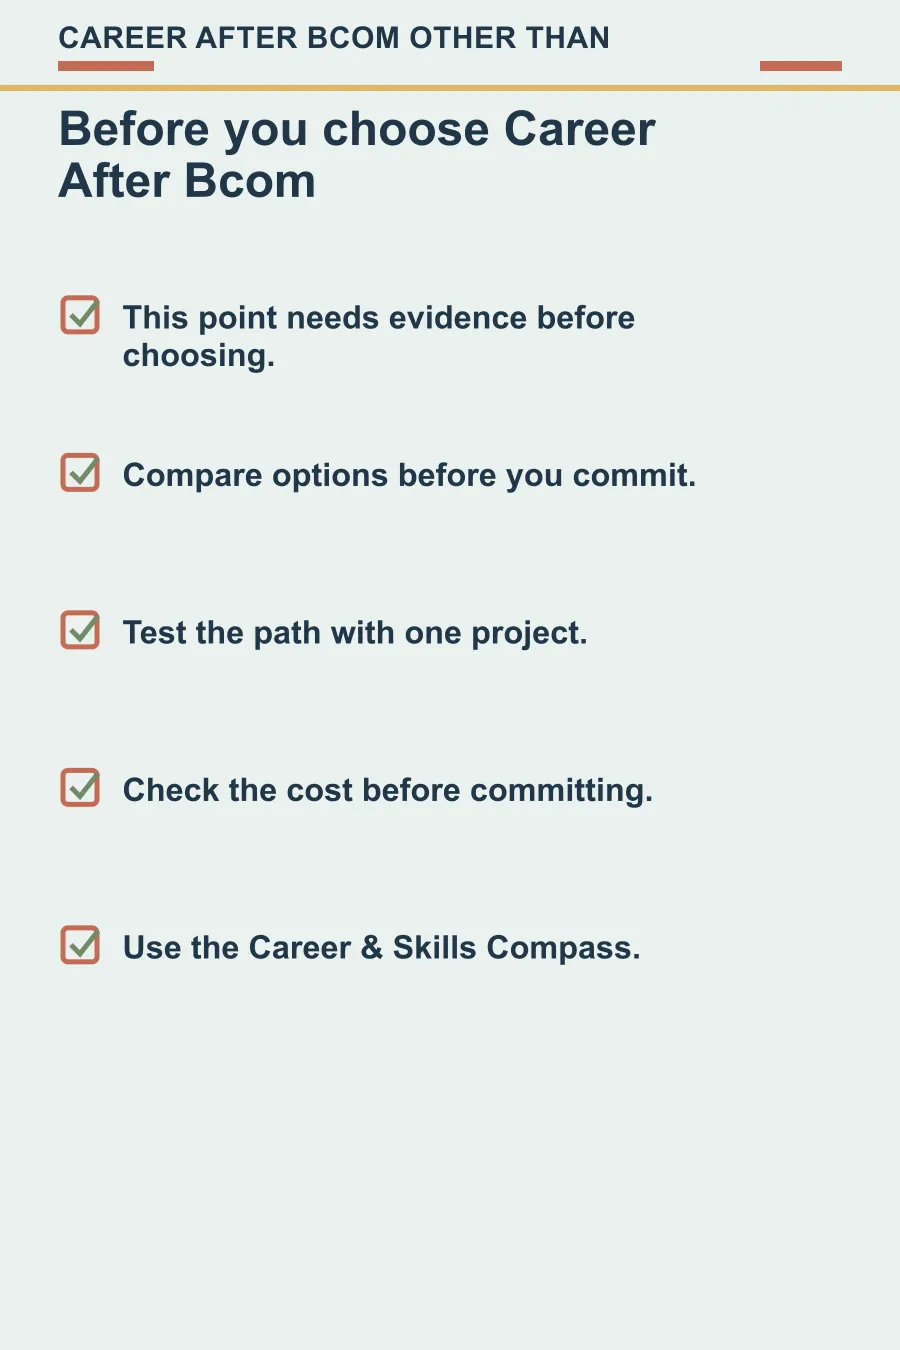 CAREER AFTER BCOM OTHER THAN
Before you choose Career
After Bcom
This point needs evidence before
choosing.
Compare options before you commit.
Test the path with one project.
Check the cost before committing.
Use the Career & Skills Compass.